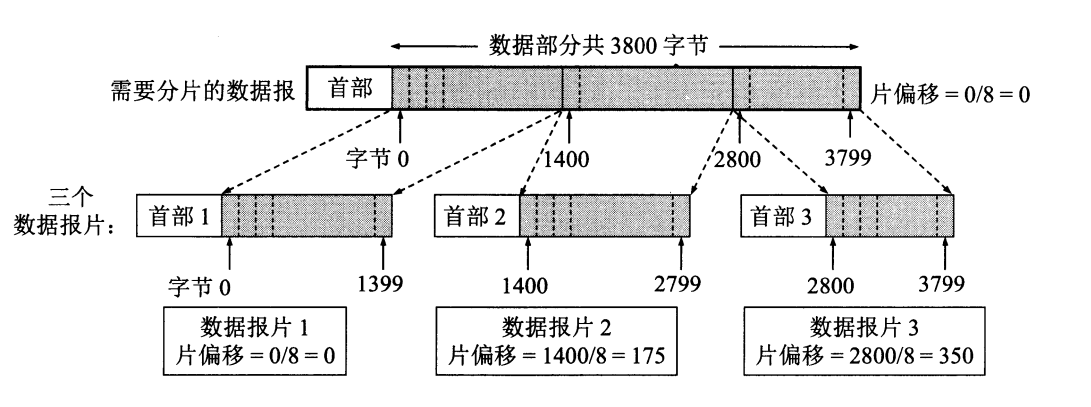 数据部分共 3800 字节
需要分片的数据报
首部
片偏移 = 0/8 = 0
字节 0
1400
2800
3799
三个
数据报片：
首部 1
首部 2
首部 3
字节 0
1399
1400
2799
2800
3799
数据报片 1
片偏移 = 0/8 = 0
数据报片 2
片偏移 = 1400/8 = 175
数据报片 3
片偏移 = 2800/8 = 350